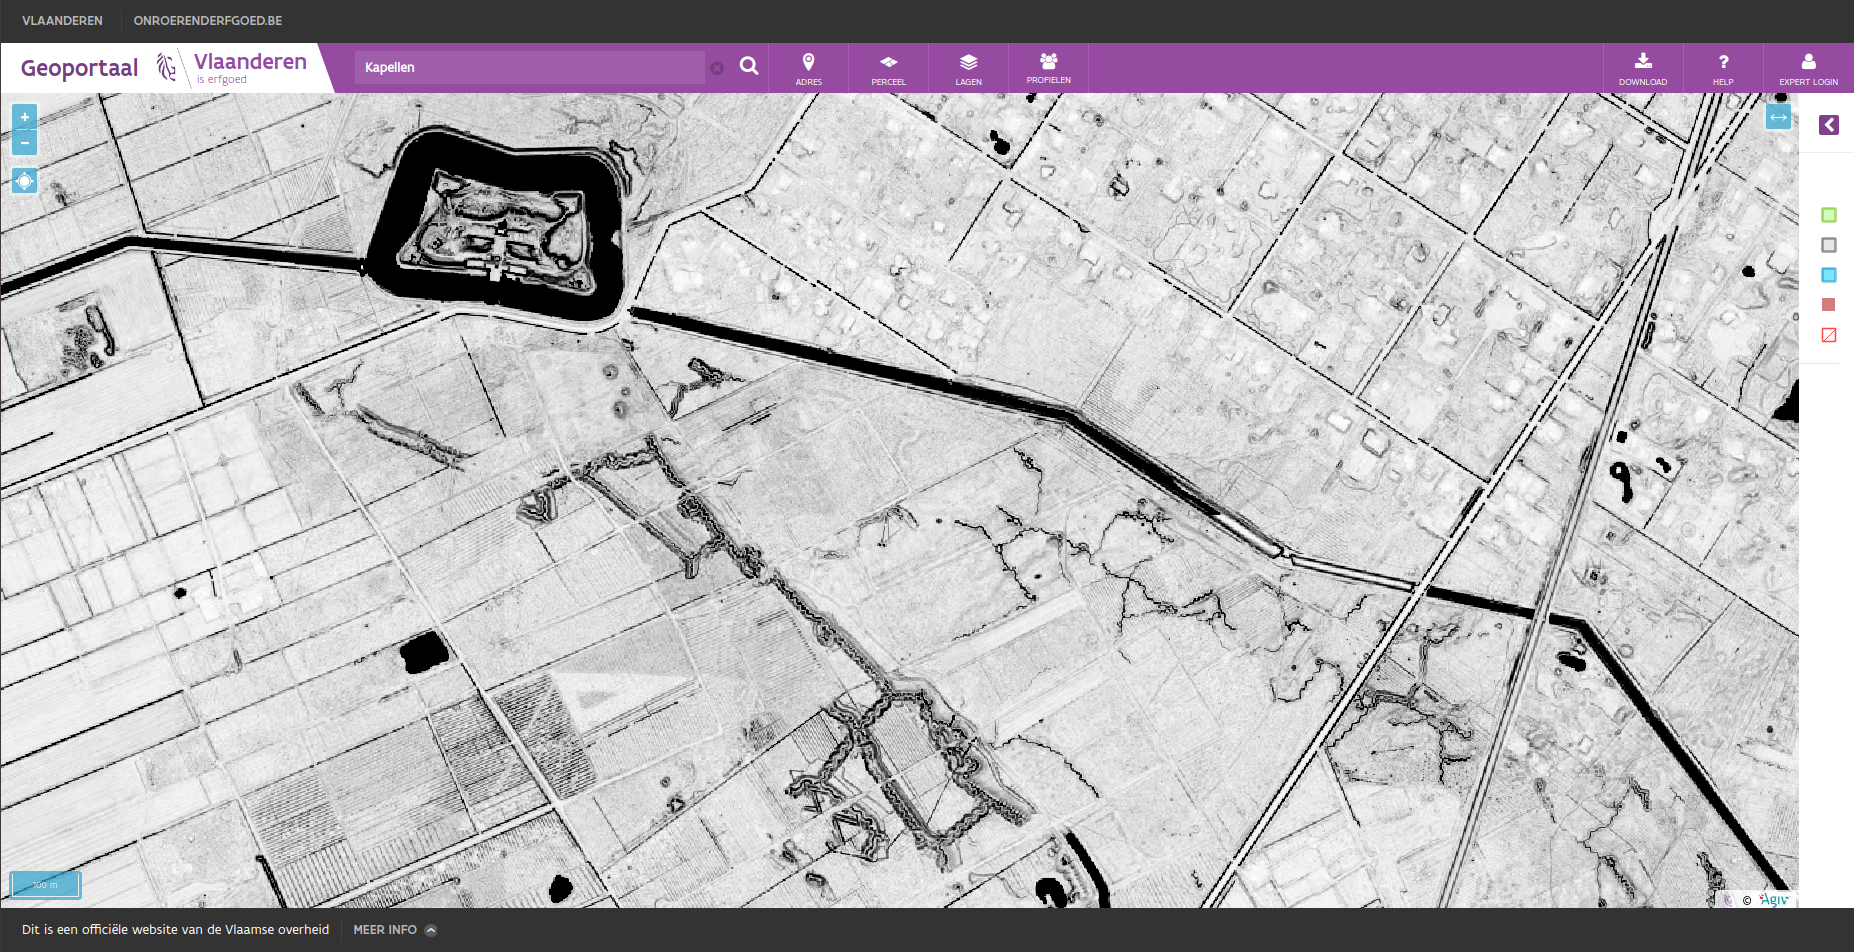 VLAANDEREN ONROERENDERFGOED.BE
Geoportaal Vlaanderen
is erfgoed
Kapellen
ADRES PERCEEL LAGEN PROFIELEN DOWNLOAD HELP EXPERT LOGIN
100 m
© Agiv
Dit is een officiële website van de Vlaamse overheid MEER INFO